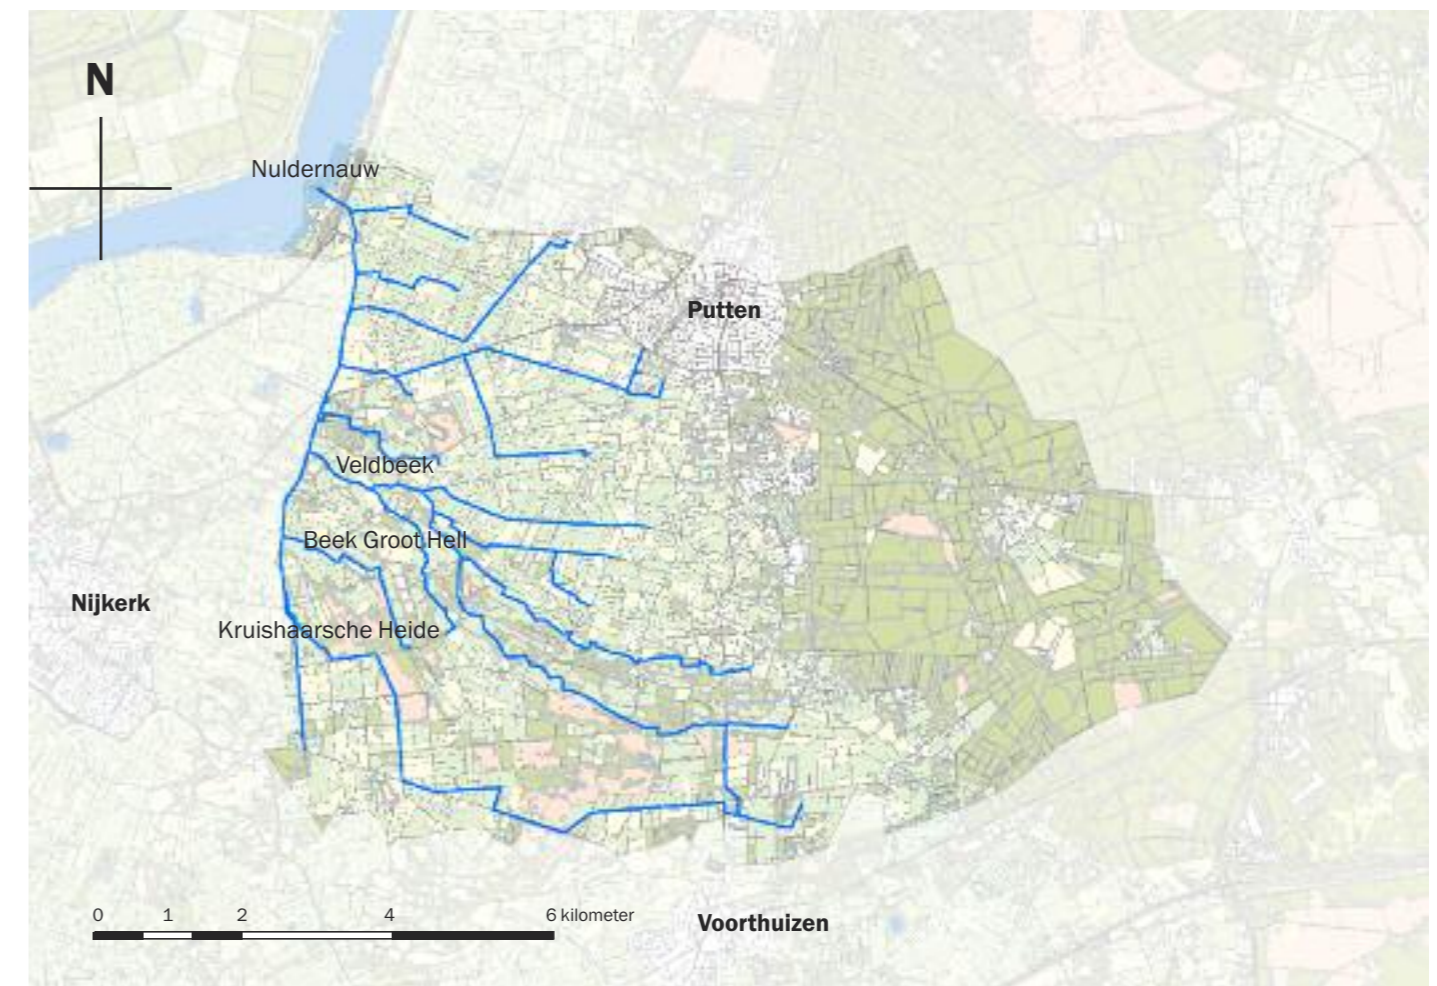 N
Nuldernauw
Putten
Veldbeek
Beek Groot Hell
Nijkerk
Kruishaarsche Heide
0 1 2 4 6 kilometer
Voorthuizen